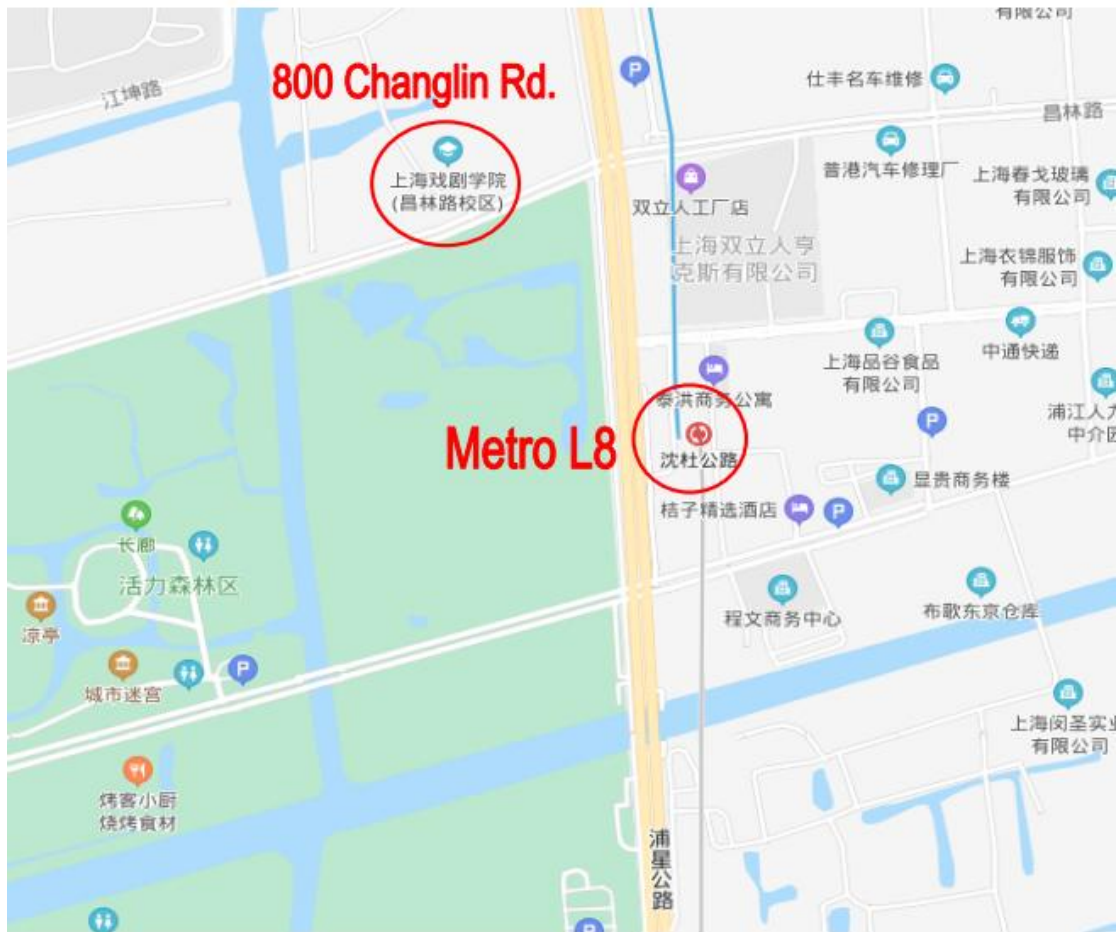 有限公司
800 Changlin Rd.
P
仕丰名车维修
江坤路
昌林路
上海戏剧学院
(昌林路校区)
普港汽车修理厂
双立人工厂店
上海春戈玻璃
有限公司
上海双立人亨
克斯有限公司
上海衣锦服饰
有限公司
上海品谷食品
有限公司
中通快递
泰洪商务公寓
浦江人力
中介
P
Metro L8
沈杜公路
显贵商务楼
桔子精选酒店
P
长廊
活力森林区
凉亭
程文商务中心
布歌东京仓库
城市迷宫
P
上海闵圣实业
有限公司
烤客小厨
烧烤食材
浦星公路
P